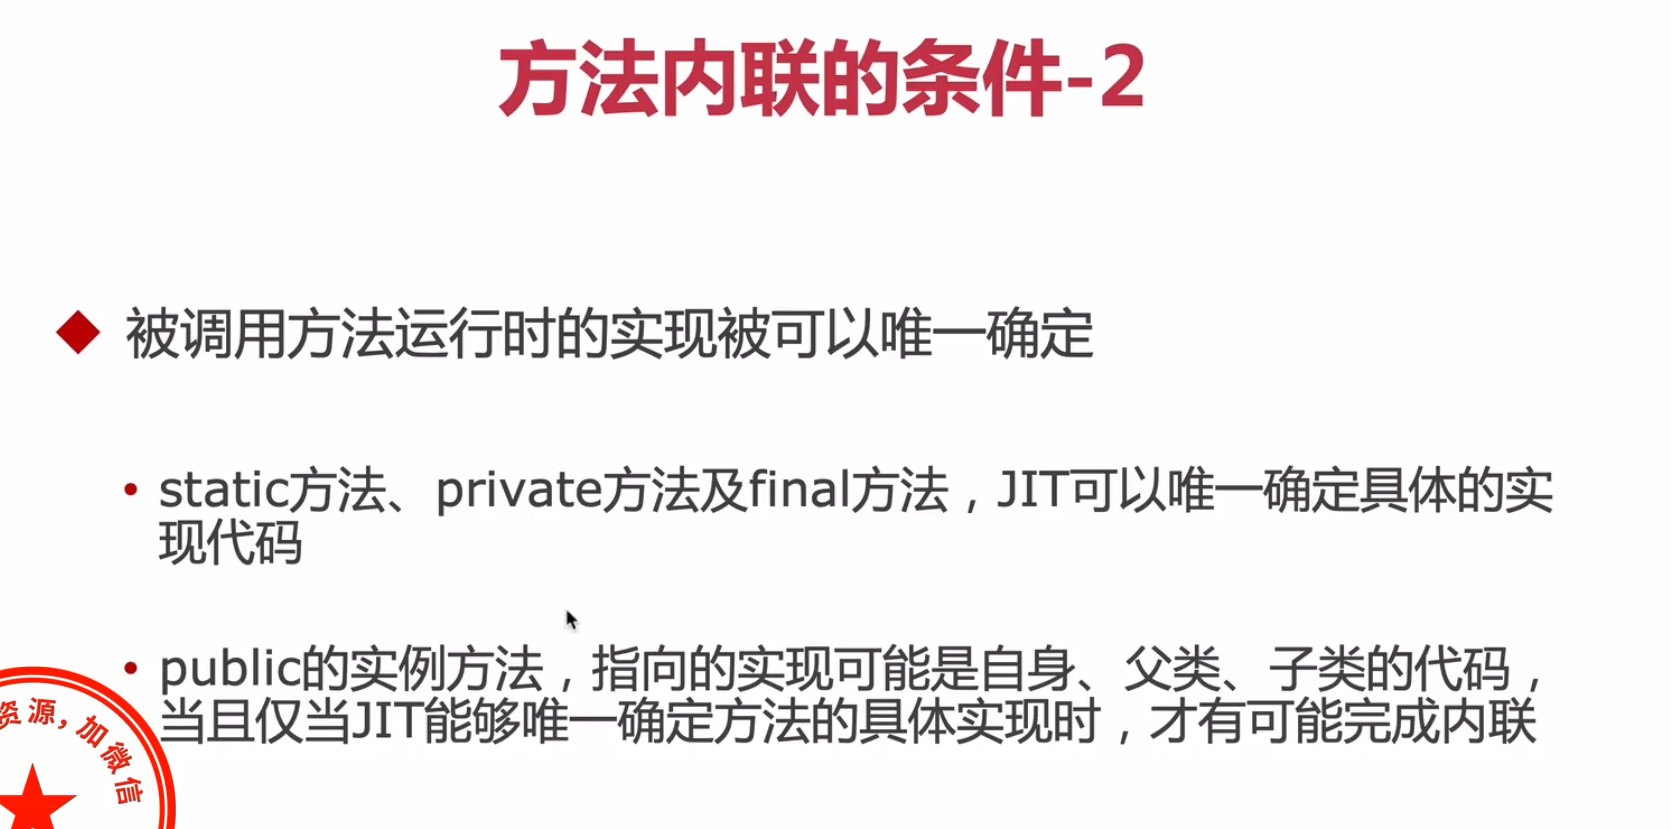 方法内联的条件-2
被调用方法运行时的实现被可以唯一确定
static方法、private方法及final方法，JIT可以唯一确定具体的实
现代码
public的实例方法，指向的实现可能是自身、父类、子类的代码，
当且仅当JIT能够唯一确定方法的具体实现时，才有可能完成内联
资源，加微信